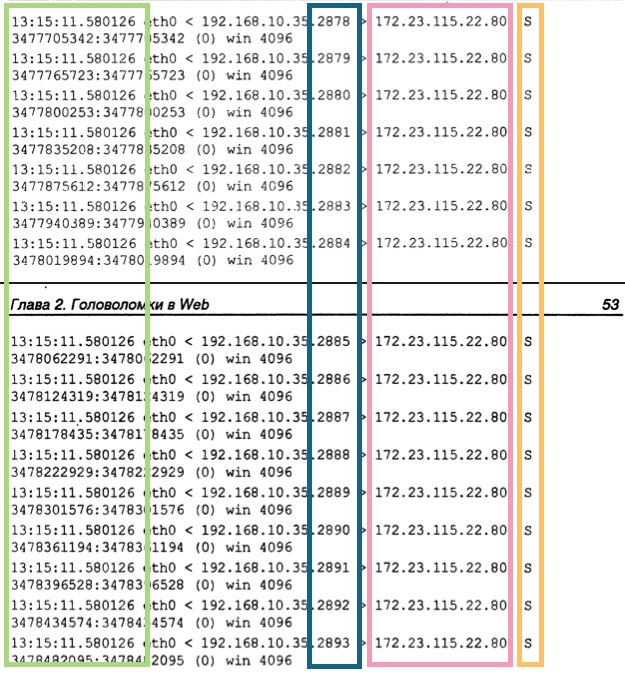 13:15:11.580126 eth0 < 192.168.10.35.2878 > 172.23.115.22.80 S
3477705342:3477705342 (0) win 4096
13:15:11.580126 eth0 < 192.168.10.35.2879 > 172.23.115.22.80 S
3477765723:3477765723 (0) win 4096
13:15:11.580126 eth0 < 192.168.10.35.2880 > 172.23.115.22.80 S
3477800253:3477800253 (0) win 4096
13:15:11.580126 eth0 < 192.168.10.35.2881 > 172.23.115.22.80 S
3477835208:3477835208 (0) win 4096
13:15:11.580126 eth0 < 192.168.10.35.2882 > 172.23.115.22.80 S
3477875612:3477875612 (0) win 4096
13:15:11.580126 eth0 < 192.168.10.35.2883 > 172.23.115.22.80 S
3477940389:3477940389 (0) win 4096
13:15:11.580126 eth0 < 192.168.10.35.2884 > 172.23.115.22.80 S
3478019894:3478019894 (0) win 4096
Глава 2. Головоломки в Web 53
13:15:11.580126 eth0 < 192.168.10.35.2885 > 172.23.115.22.80 S
3478062291:3478062291 (0) win 4096
13:15:11.580126 eth0 < 192.168.10.35.2886 > 172.23.115.22.80 S
3478124319:3478124319 (0) win 4096
13:15:11.580126 eth0 < 192.168.10.35.2887 > 172.23.115.22.80 S
3478178435:3478178435 (0) win 4096
13:15:11.580126 eth0 < 192.168.10.35.2888 > 172.23.115.22.80 S
3478222929:3478222929 (0) win 4096
13:15:11.580126 eth0 < 192.168.10.35.2889 > 172.23.115.22.80 S
3478301576:3478301576 (0) win 4096
13:15:11.580126 eth0 < 192.168.10.35.2890 > 172.23.115.22.80 S
3478361194:3478361194 (0) win 4096
13:15:11.580126 eth0 < 192.168.10.35.2891 > 172.23.115.22.80 S
3478396528:3478396528 (0) win 4096
13:15:11.580126 eth0 < 192.168.10.35.2892 > 172.23.115.22.80 S
3478434574:3478434574 (0) win 4096
13:15:11.580126 eth0 < 192.168.10.35.2893 > 172.23.115.22.80 S
3478482095:3478482095 (0) win 4096